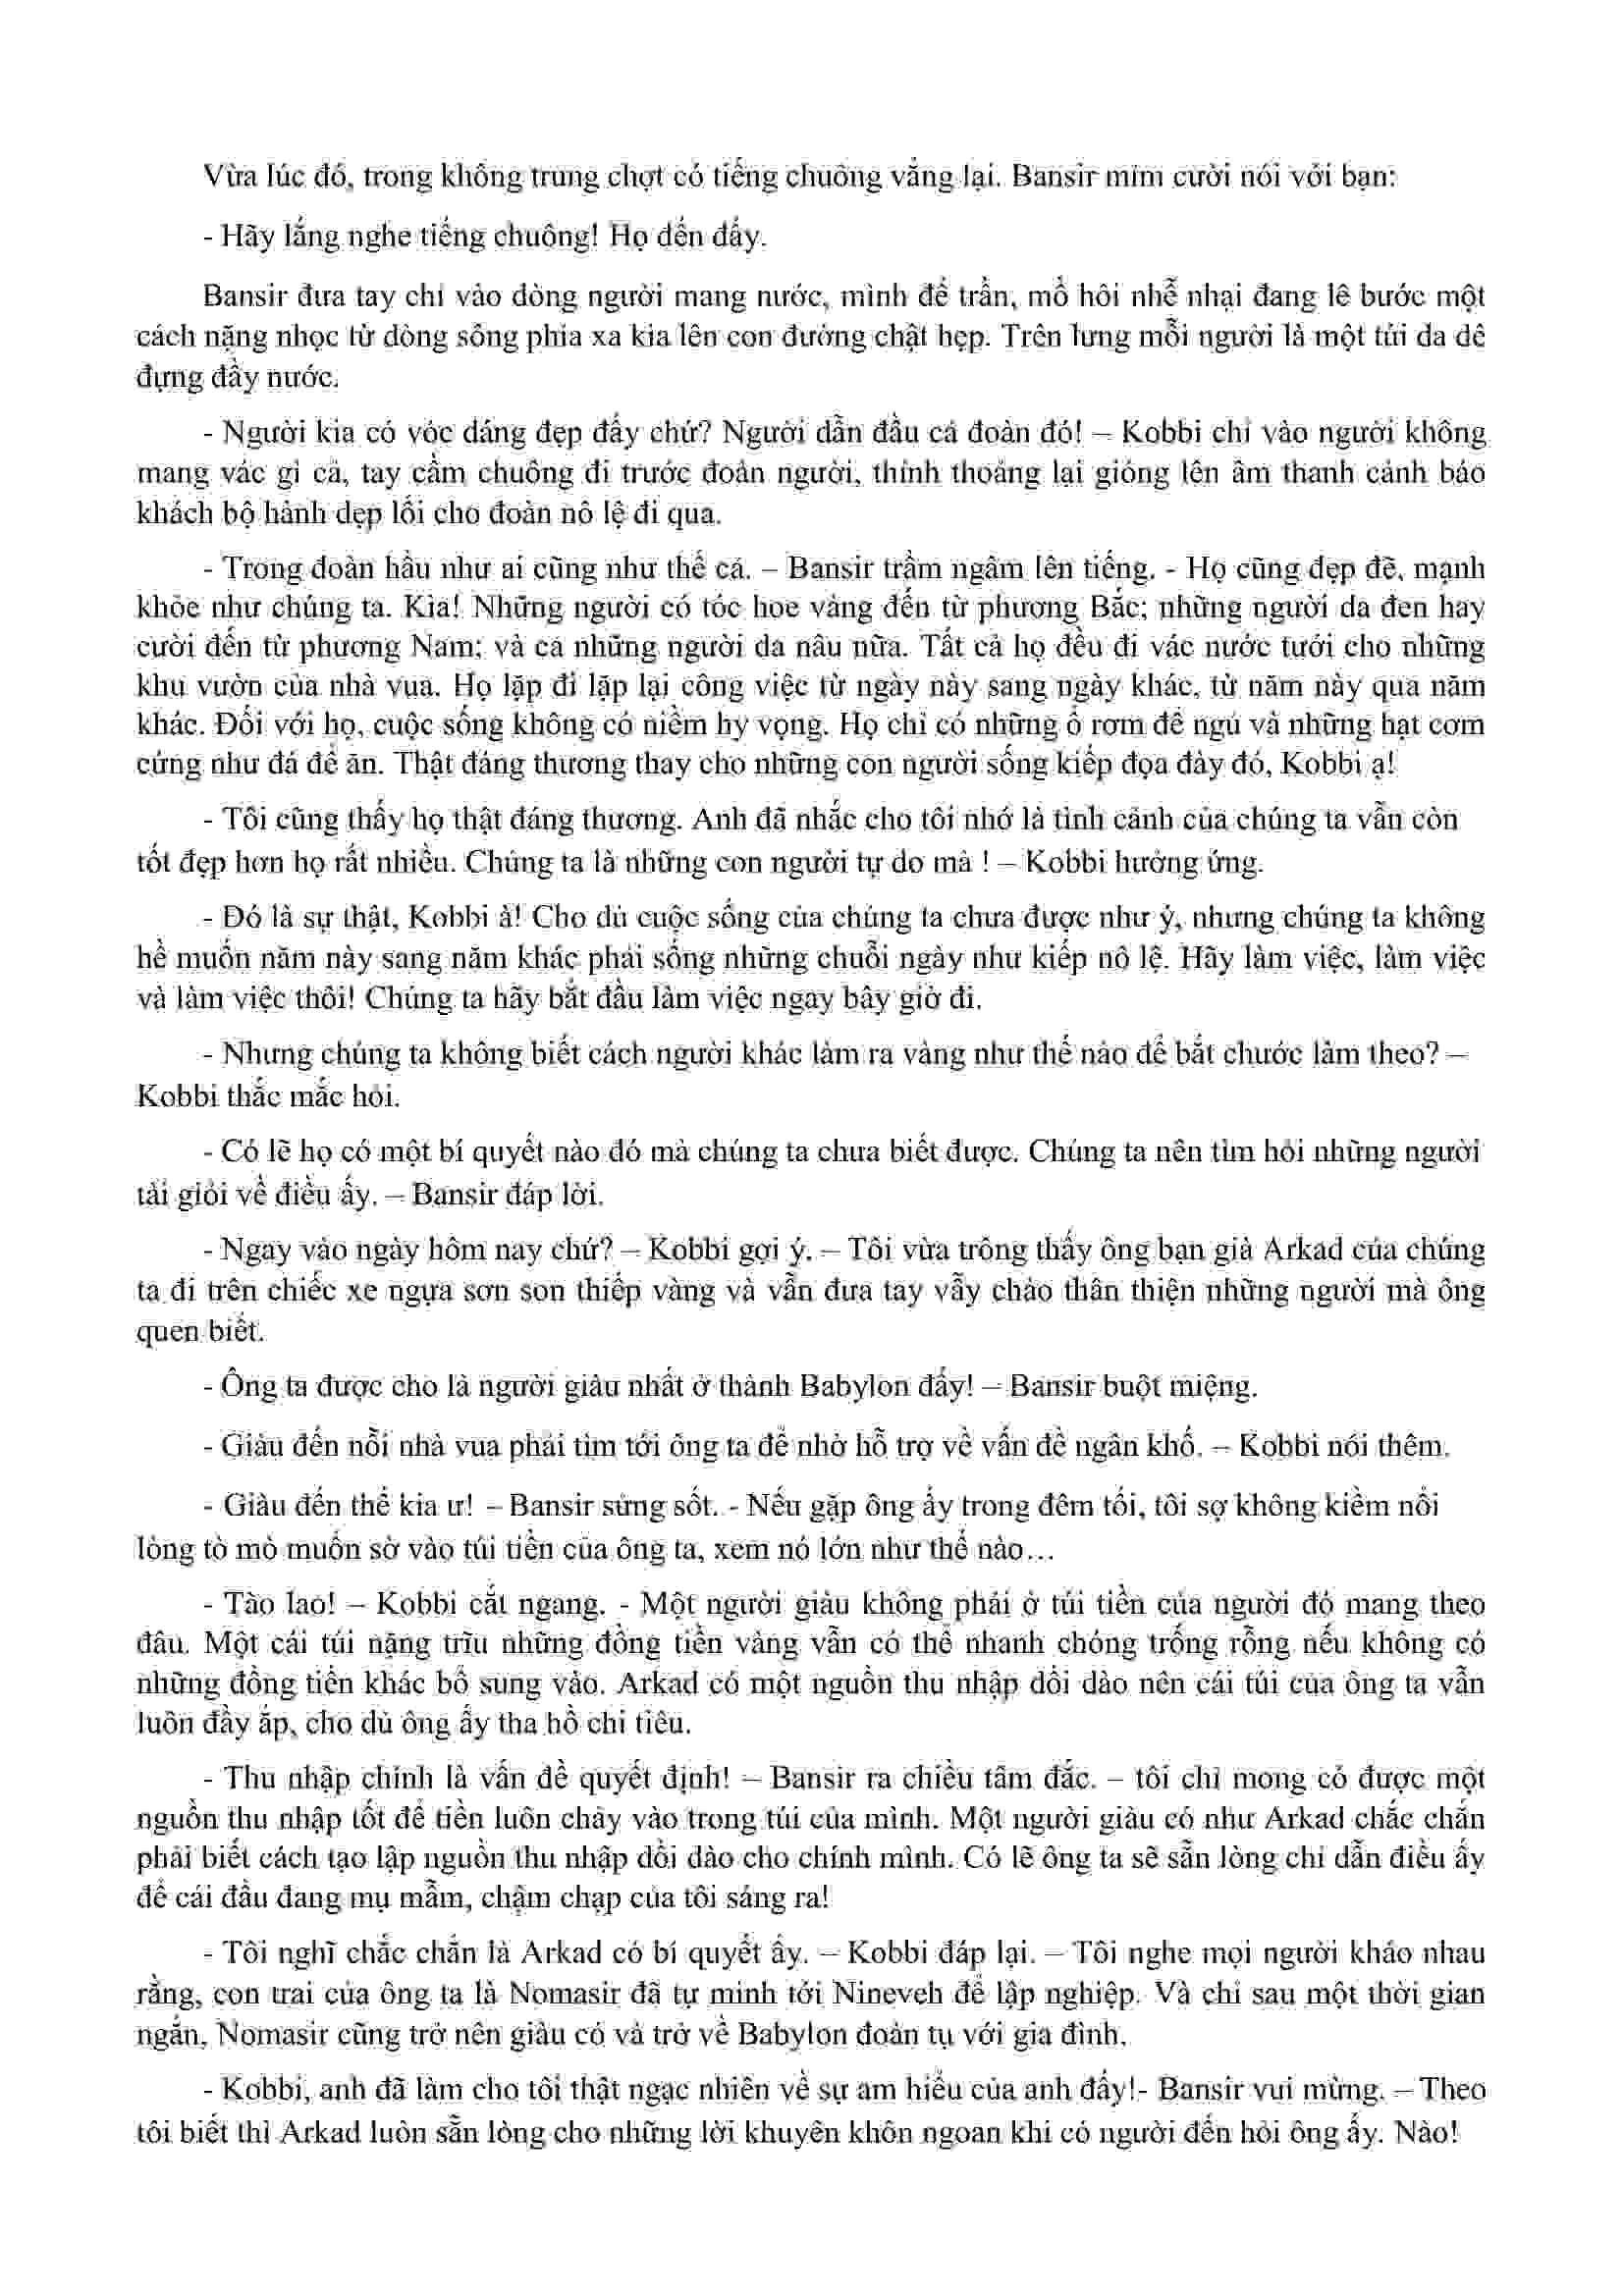 Vừa lúc đó, trong không trung chợt có tiếng chuông vẳng lại. Bansir mỉm cười nói với bạn:
- Hãy lắng nghe tiếng chuông! Họ đến đấy.
Bansir đưa tay chỉ vào dòng người mang nước, mình để trần, mồ hôi nhễ nhại đang lê bước một
cách nặng nhọc từ dòng sông phía xa kia lên con đường chật hẹp. Trên lưng mỗi người là một túi da dê
đựng đầy nước.
- Người kia có vóc dáng đẹp đấy chứ? Người dẫn đầu cả đoàn đó! – Kobbi chỉ vào người không
mang vác gì cả, tay cầm chuông đi trước đoàn người, thỉnh thoảng lại gióng lên âm thanh cảnh báo
khách bộ hành dẹp lối cho đoàn nô lệ đi qua.
- Trong đoàn hầu như ai cũng như thế cả. – Bansir trầm ngâm lên tiếng. - Họ cũng đẹp đẽ, mạnh
khỏe như chúng ta. Kìa! Những người có tóc hoe vàng đến từ phương Bắc; những người da đen hay
cười đến từ phương Nam; và cả những người da nâu nữa. Tất cả họ đều đi vác nước tưới cho những
khu vườn của nhà vua. Họ lặp đi lặp lại công việc từ ngày này sang ngày khác, từ năm này qua năm
khác. Đối với họ, cuộc sống không có niềm hy vọng. Họ chỉ có những ổ rơm để ngủ và những hạt cơm
cứng như đá để ăn. Thật đáng thương thay cho những con người sống kiếp đọa đày đó, Kobbi ạ!
- Tôi cũng thấy họ thật đáng thương. Anh đã nhắc cho tôi nhớ là tình cảnh của chúng ta vẫn còn
tốt đẹp hơn họ rất nhiều. Chúng ta là những con người tự do mà ! – Kobbi hưởng ứng.
- Đó là sự thật, Kobbi à! Cho dù cuộc sống của chúng ta chưa được như ý, nhưng chúng ta không
hề muốn năm này sang năm khác phải sống những chuỗi ngày như kiếp nô lệ. Hãy làm việc, làm việc
và làm việc thôi! Chúng ta hãy bắt đầu làm việc ngay bây giờ đi.
- Nhưng chúng ta không biết cách người khác làm ra vàng như thế nào để bắt chước làm theo? –
Kobbi thắc mắc hỏi.
- Có lẽ họ có một bí quyết nào đó mà chúng ta chưa biết được. Chúng ta nên tìm hỏi những người
tài giỏi về điều ấy. – Bansir đáp lời.
- Ngay vào ngày hôm nay chứ? – Kobbi gợi ý. – Tôi vừa trông thấy ông bạn già Arkad của chúng
ta đi trên chiếc xe ngựa sơn son thiếp vàng và vẫn đưa tay vẫy chào thân thiện những người mà ông
quen biết.
- Ông ta được cho là người giàu nhất ở thành Babylon đấy! – Bansir buột miệng.
- Giàu đến nỗi nhà vua phải tìm tới ông ta để nhờ hỗ trợ về vấn đề ngân khố. – Kobbi nói thêm.
- Giàu đến thế kia ư! – Bansir sửng sốt. - Nếu gặp ông ấy trong đêm tối, tôi sợ không kiềm nổi
lòng tò mò muốn sờ vào túi tiền của ông ta, xem nó lớn như thế nào…
- Tào lao! – Kobbi cắt ngang. - Một người giàu không phải ở túi tiền của người đó mang theo
đâu. Một cái túi nặng trĩu những đồng tiền vàng vẫn có thể nhanh chóng trống rỗng nếu không có
những đồng tiền khác bổ sung vào. Arkad có một nguồn thu nhập dồi dào nên cái túi của ông ta vẫn
luôn đầy ắp, cho dù ông ấy tha hồ chi tiêu.
- Thu nhập chính là vấn đề quyết định! – Bansir ra chiều tâm đắc. – tôi chỉ mong có được một
nguồn thu nhập tốt để tiền luôn chảy vào trong túi của mình. Một người giàu có như Arkad chắc chắn
phải biết cách tạo lập nguồn thu nhập dồi dào cho chính mình. Có lẽ ông ta sẽ sẵn lòng chỉ dẫn điều ấy
để cái đầu đang mụ mẫm, chậm chạp của tôi sáng ra!
- Tôi nghĩ chắc chắn là Arkad có bí quyết ấy. – Kobbi đáp lại. – Tôi nghe mọi người kháo nhau
rằng, con trai của ông ta là Nomasir đã tự mình tới Nineveh để lập nghiệp. Và chỉ sau một thời gian
ngắn, Nomasir cũng trở nên giàu có và trở về Babylon đoàn tụ với gia đình.
- Kobbi, anh đã làm cho tôi thật ngạc nhiên về sự am hiểu của anh đấy!- Bansir vui mừng. – Theo
tôi biết thì Arkad luôn sẵn lòng cho những lời khuyên khôn ngoan khi có người đến hỏi ông ấy. Nào!